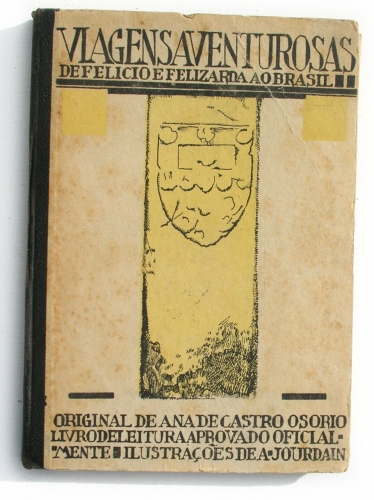 VIAGENS AVENTUROSAS
DE FELICIO E FELIZARDA AO BRASIL
ORIGINAL DE ANA DE CASTRO OSORIO
LIVRO DE LEITURA APROVADO OFICIAL-
-MENTE ▪ ILUSTRAÇÕES DE A▪ JOURDAIN